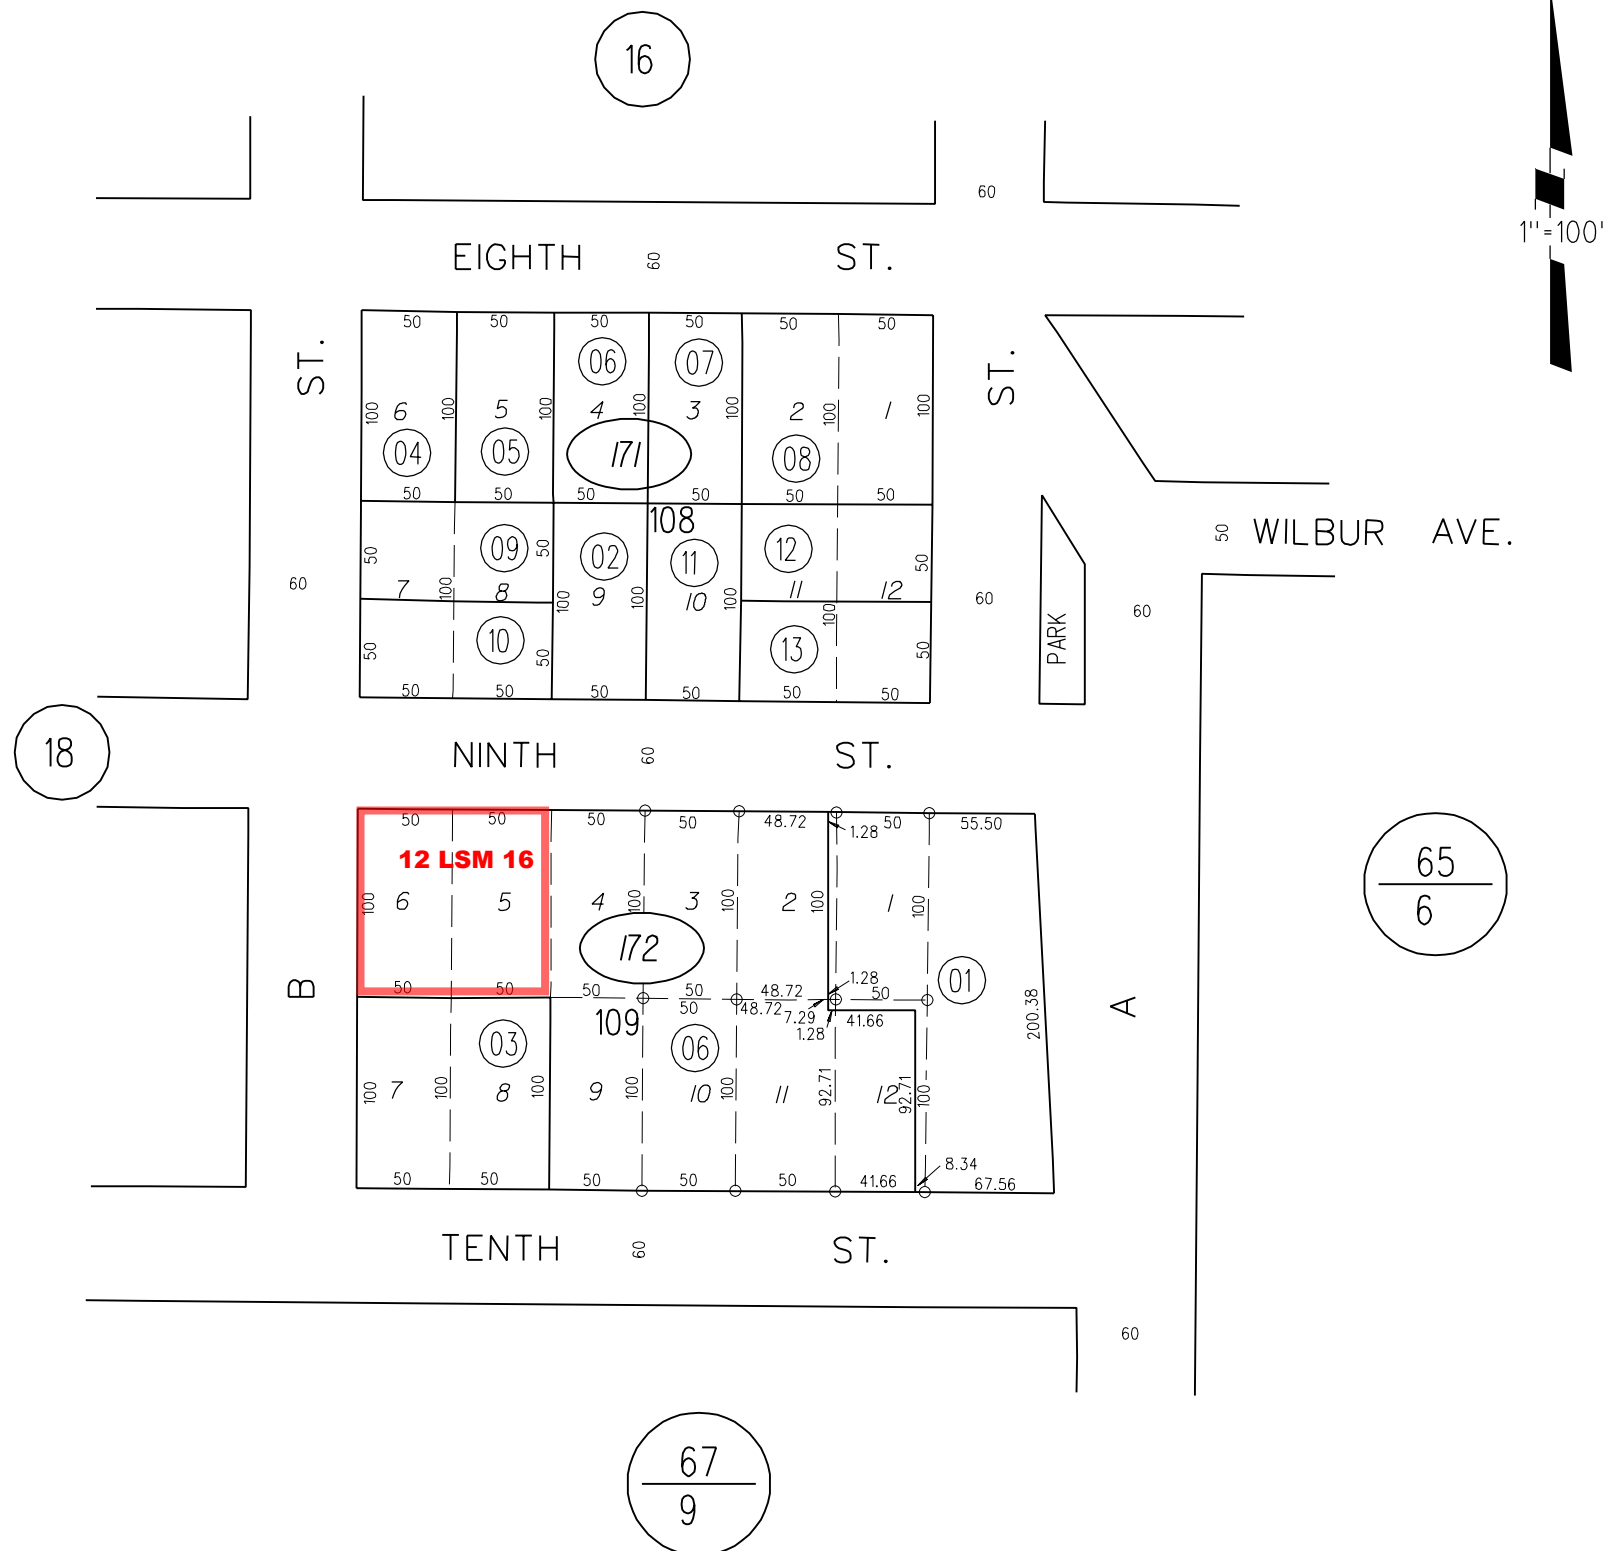 16
60
1''=100'
EIGHTH 60 ST.
50 50 50 50 50 50
ST. ST.
06 07
100 6 100 5 100 4 100 3 100 2 100 1 100
04 05 171 08
50 50 50 50 50 50
108
50 WILBUR AVE.
50 09 50 02 11 12 50
60 7 100 8 100 9 100 10 100 11 100 12 60 60
PARK
50 10 50 13 50
50 50 50 50 50 50
18
NINTH 60 ST.
50 50 50 50 48.72 1.28 50 55.50
12 LSM 16
65
6
100 6 5 4 100 3 100 2 100 1 100
172
01
B A
50 50 50 50 48.72 1.28 50
50 48.72 7.29 1.28 41.66
109
200.38
03 06
100 7 100 8 100 9 100 10 100 11 92.71 12 92.71 100
8.34
50 50 50 50 50 41.66 67.56
TENTH 60 ST.
60
67
9